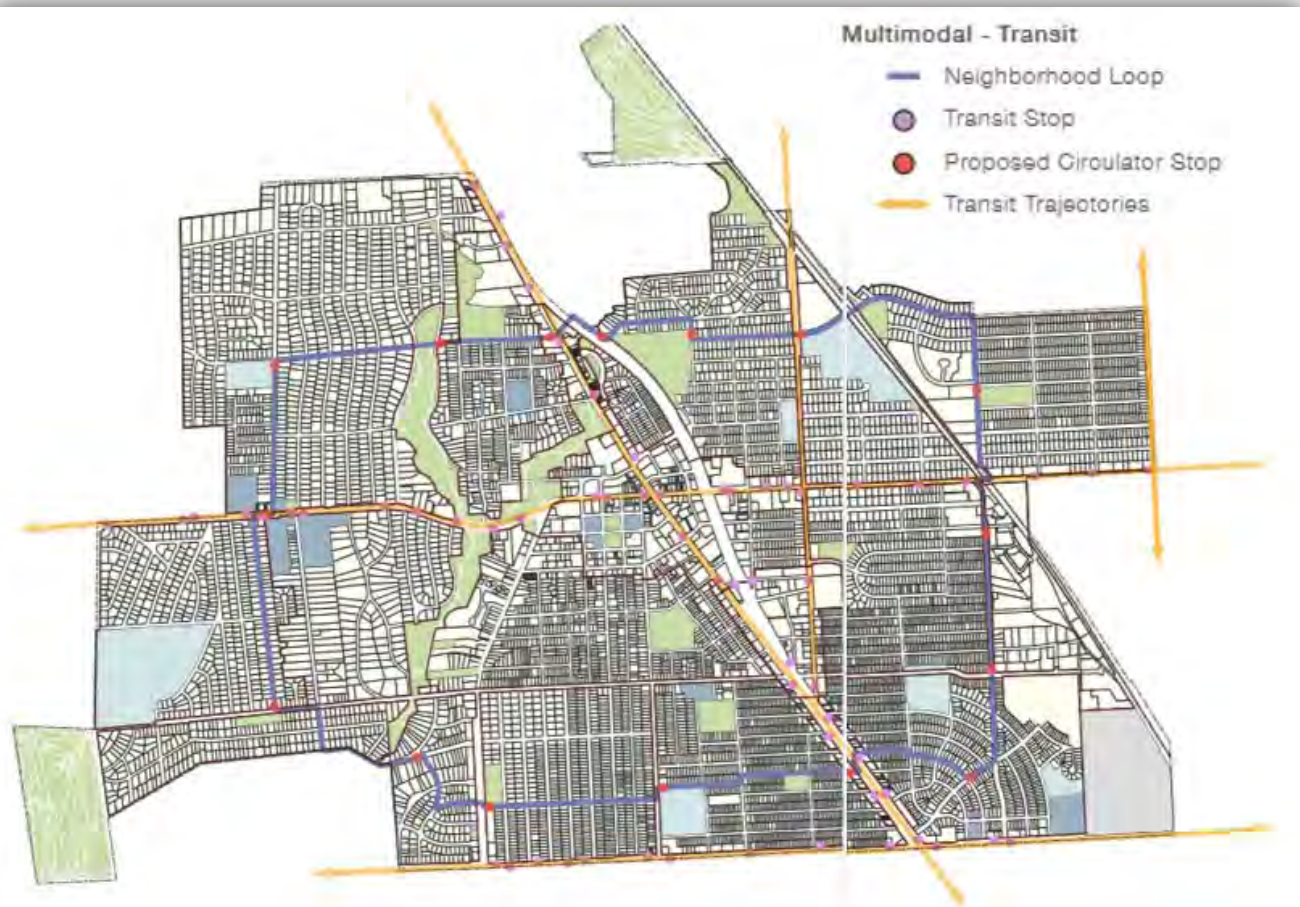 Multimodal - Transit
Neighborhood Loop
Transit Stop
Proposed Circulator Stop
Transit Trajectories